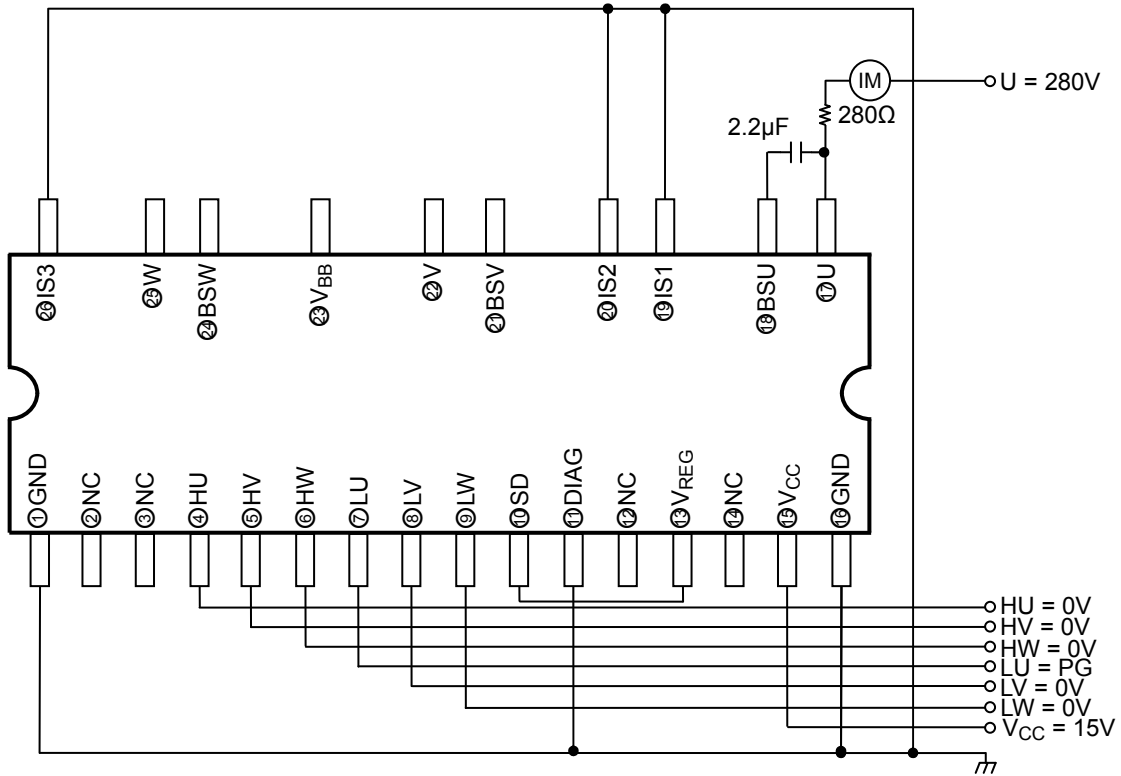 IM
U = 280V
280Ω
2.2μF
㉖IS3
㉕W
㉔BSW
㉓VBB
㉒V
㉑BSV
⑳IS2
⑲IS1
⑱BSU
⑰U
①GND
②NC
③NC
④HU
⑤HV
⑥HW
⑦LU
⑧LV
⑨LW
⑩SD
⑪DIAG
⑫NC
⑬VREG
⑭NC
⑮VCC
⑯GND
HU = 0V
HV = 0V
HW = 0V
LU = PG
LV = 0V
LW = 0V
VCC = 15V